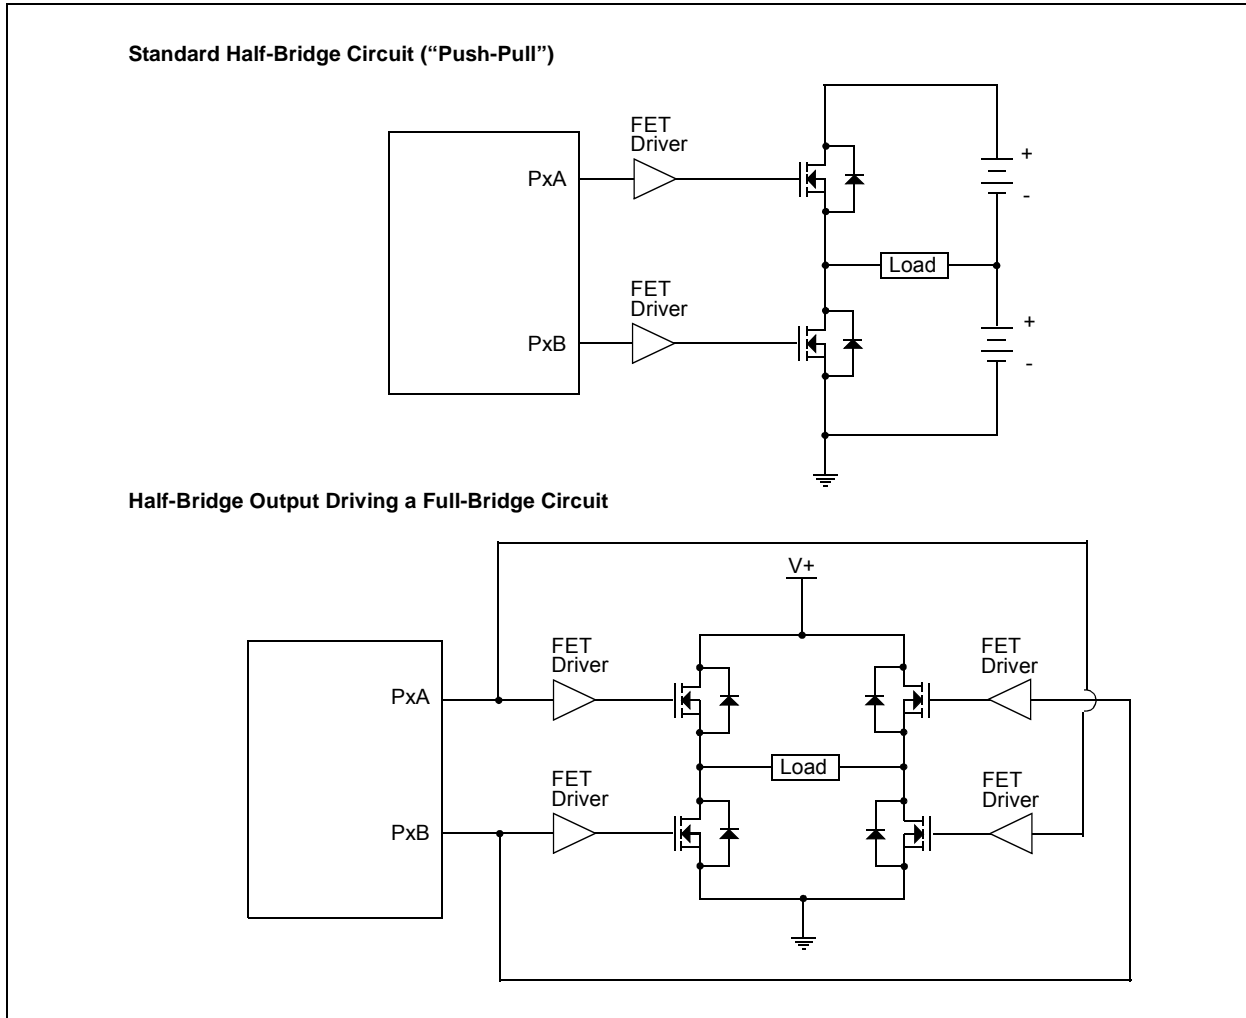 Standard Half-Bridge Circuit (“Push-Pull”)
FET
Driver
PxA
+
-
Load
FET
Driver
PxB
+
-
Half-Bridge Output Driving a Full-Bridge Circuit
V+
FET
Driver
FET
Driver
PxA
Load
FET
Driver
FET
Driver
PxB